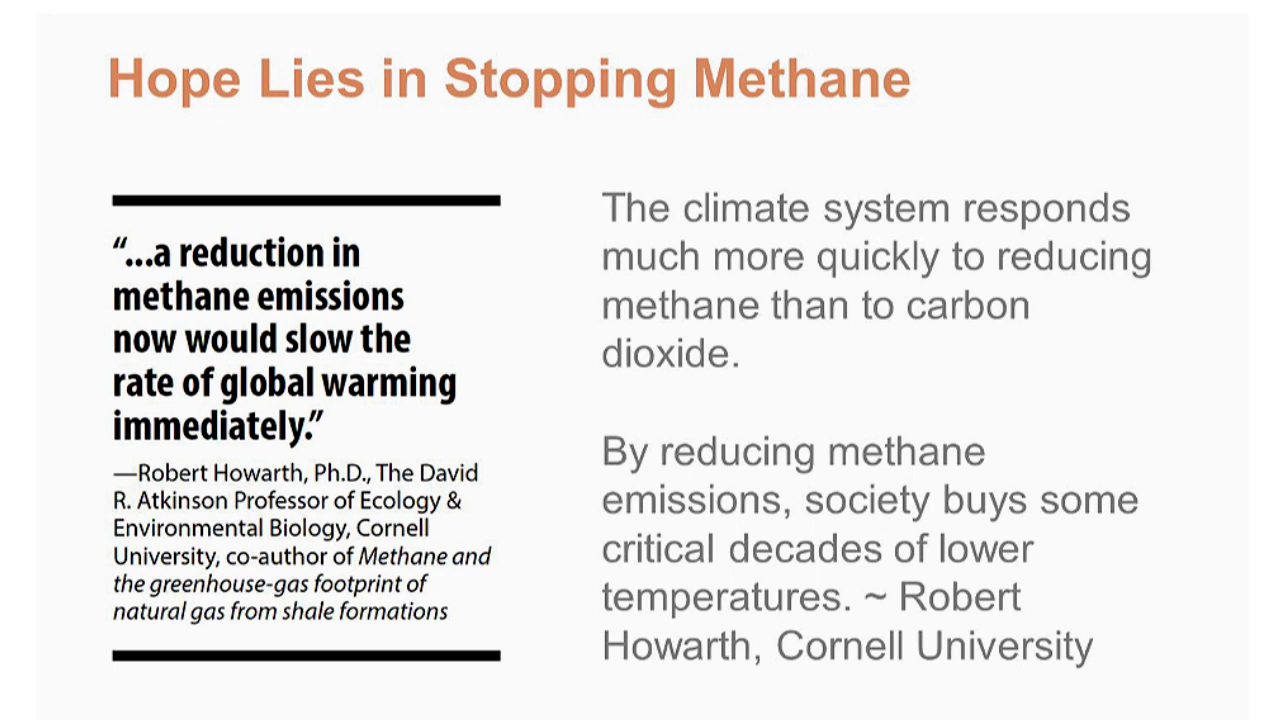 Hope Lies in Stopping Methane
“...a reduction in
methane emissions
now would slow the
rate of global warming
immediately.”
—Robert Howarth, Ph.D., The David
R. Atkinson Professor of Ecology &
Environmental Biology, Cornell
University, co-author of Methane and
the greenhouse-gas footprint of
natural gas from shale formations
The climate system responds
much more quickly to reducing
methane than to carbon
dioxide.
By reducing methane
emissions, society buys some
critical decades of lower
temperatures. ~ Robert
Howarth, Cornell University